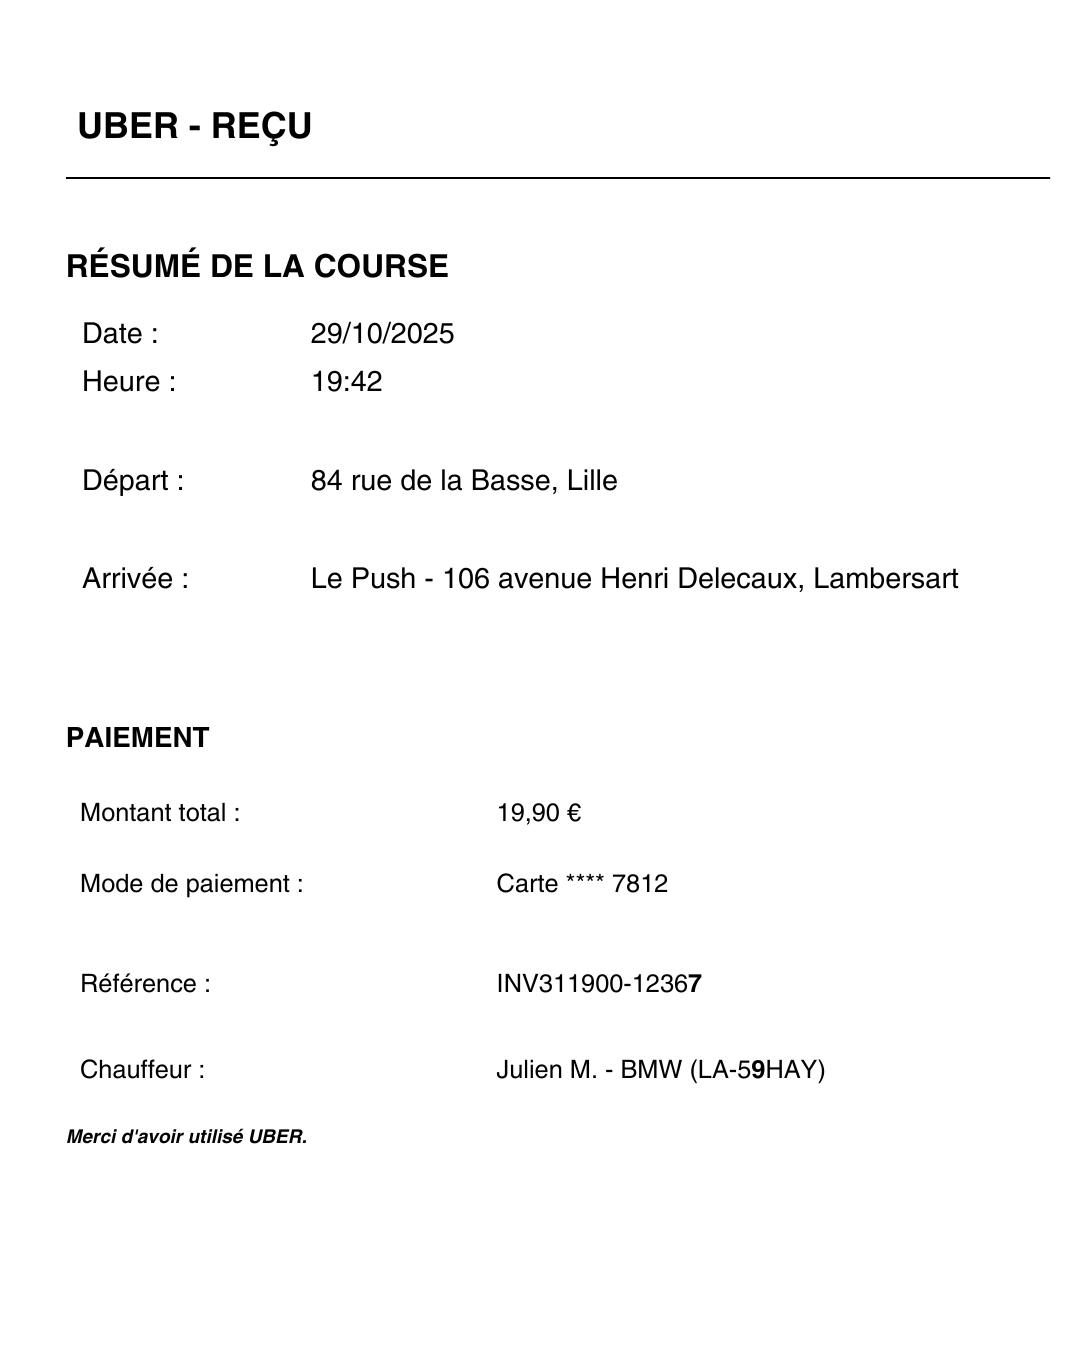 UBER - REÇU
RÉSUMÉ DE LA COURSE
Date : 29/10/2025
Heure : 19:42
Départ : 84 rue de la Basse, Lille
Arrivée : Le Push - 106 avenue Henri Delecaux, Lambersart
PAIEMENT
Montant total : 19,90 €
Mode de paiement : Carte **** 7812
Référence : INV311900-12367
Chauffeur : Julien M. - BMW (LA-59HAY)
Merci d'avoir utilisé UBER.